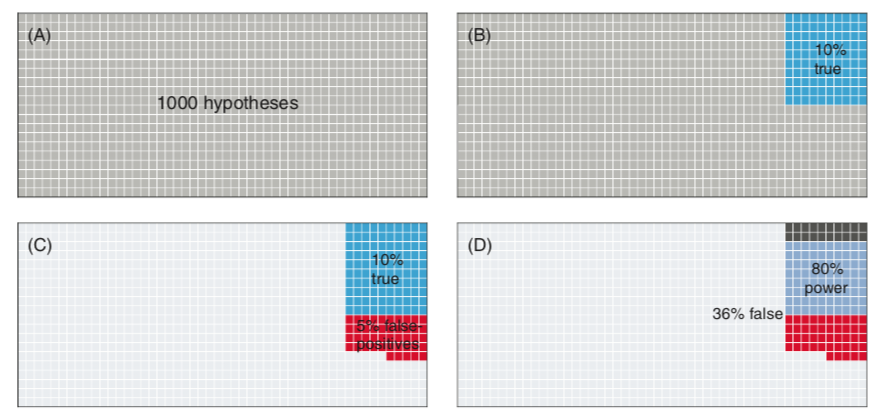 (A)
1000 hypotheses
(B)
10%
true
(C)
10%
true
5% false-
positives
(D)
80%
power
36% false